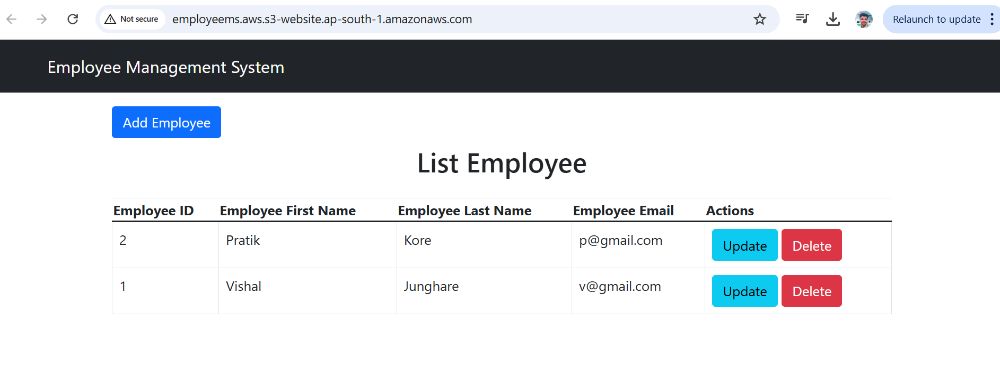 Not secure employeems.aws.s3-website.ap-south-1.amazonaws.com Relaunch to update
Employee Management System
Add Employee
List Employee
Employee ID Employee First Name Employee Last Name Employee Email Actions
2 Pratik Kore p@gmail.com Update Delete
1 Vishal Junghare v@gmail.com Update Delete